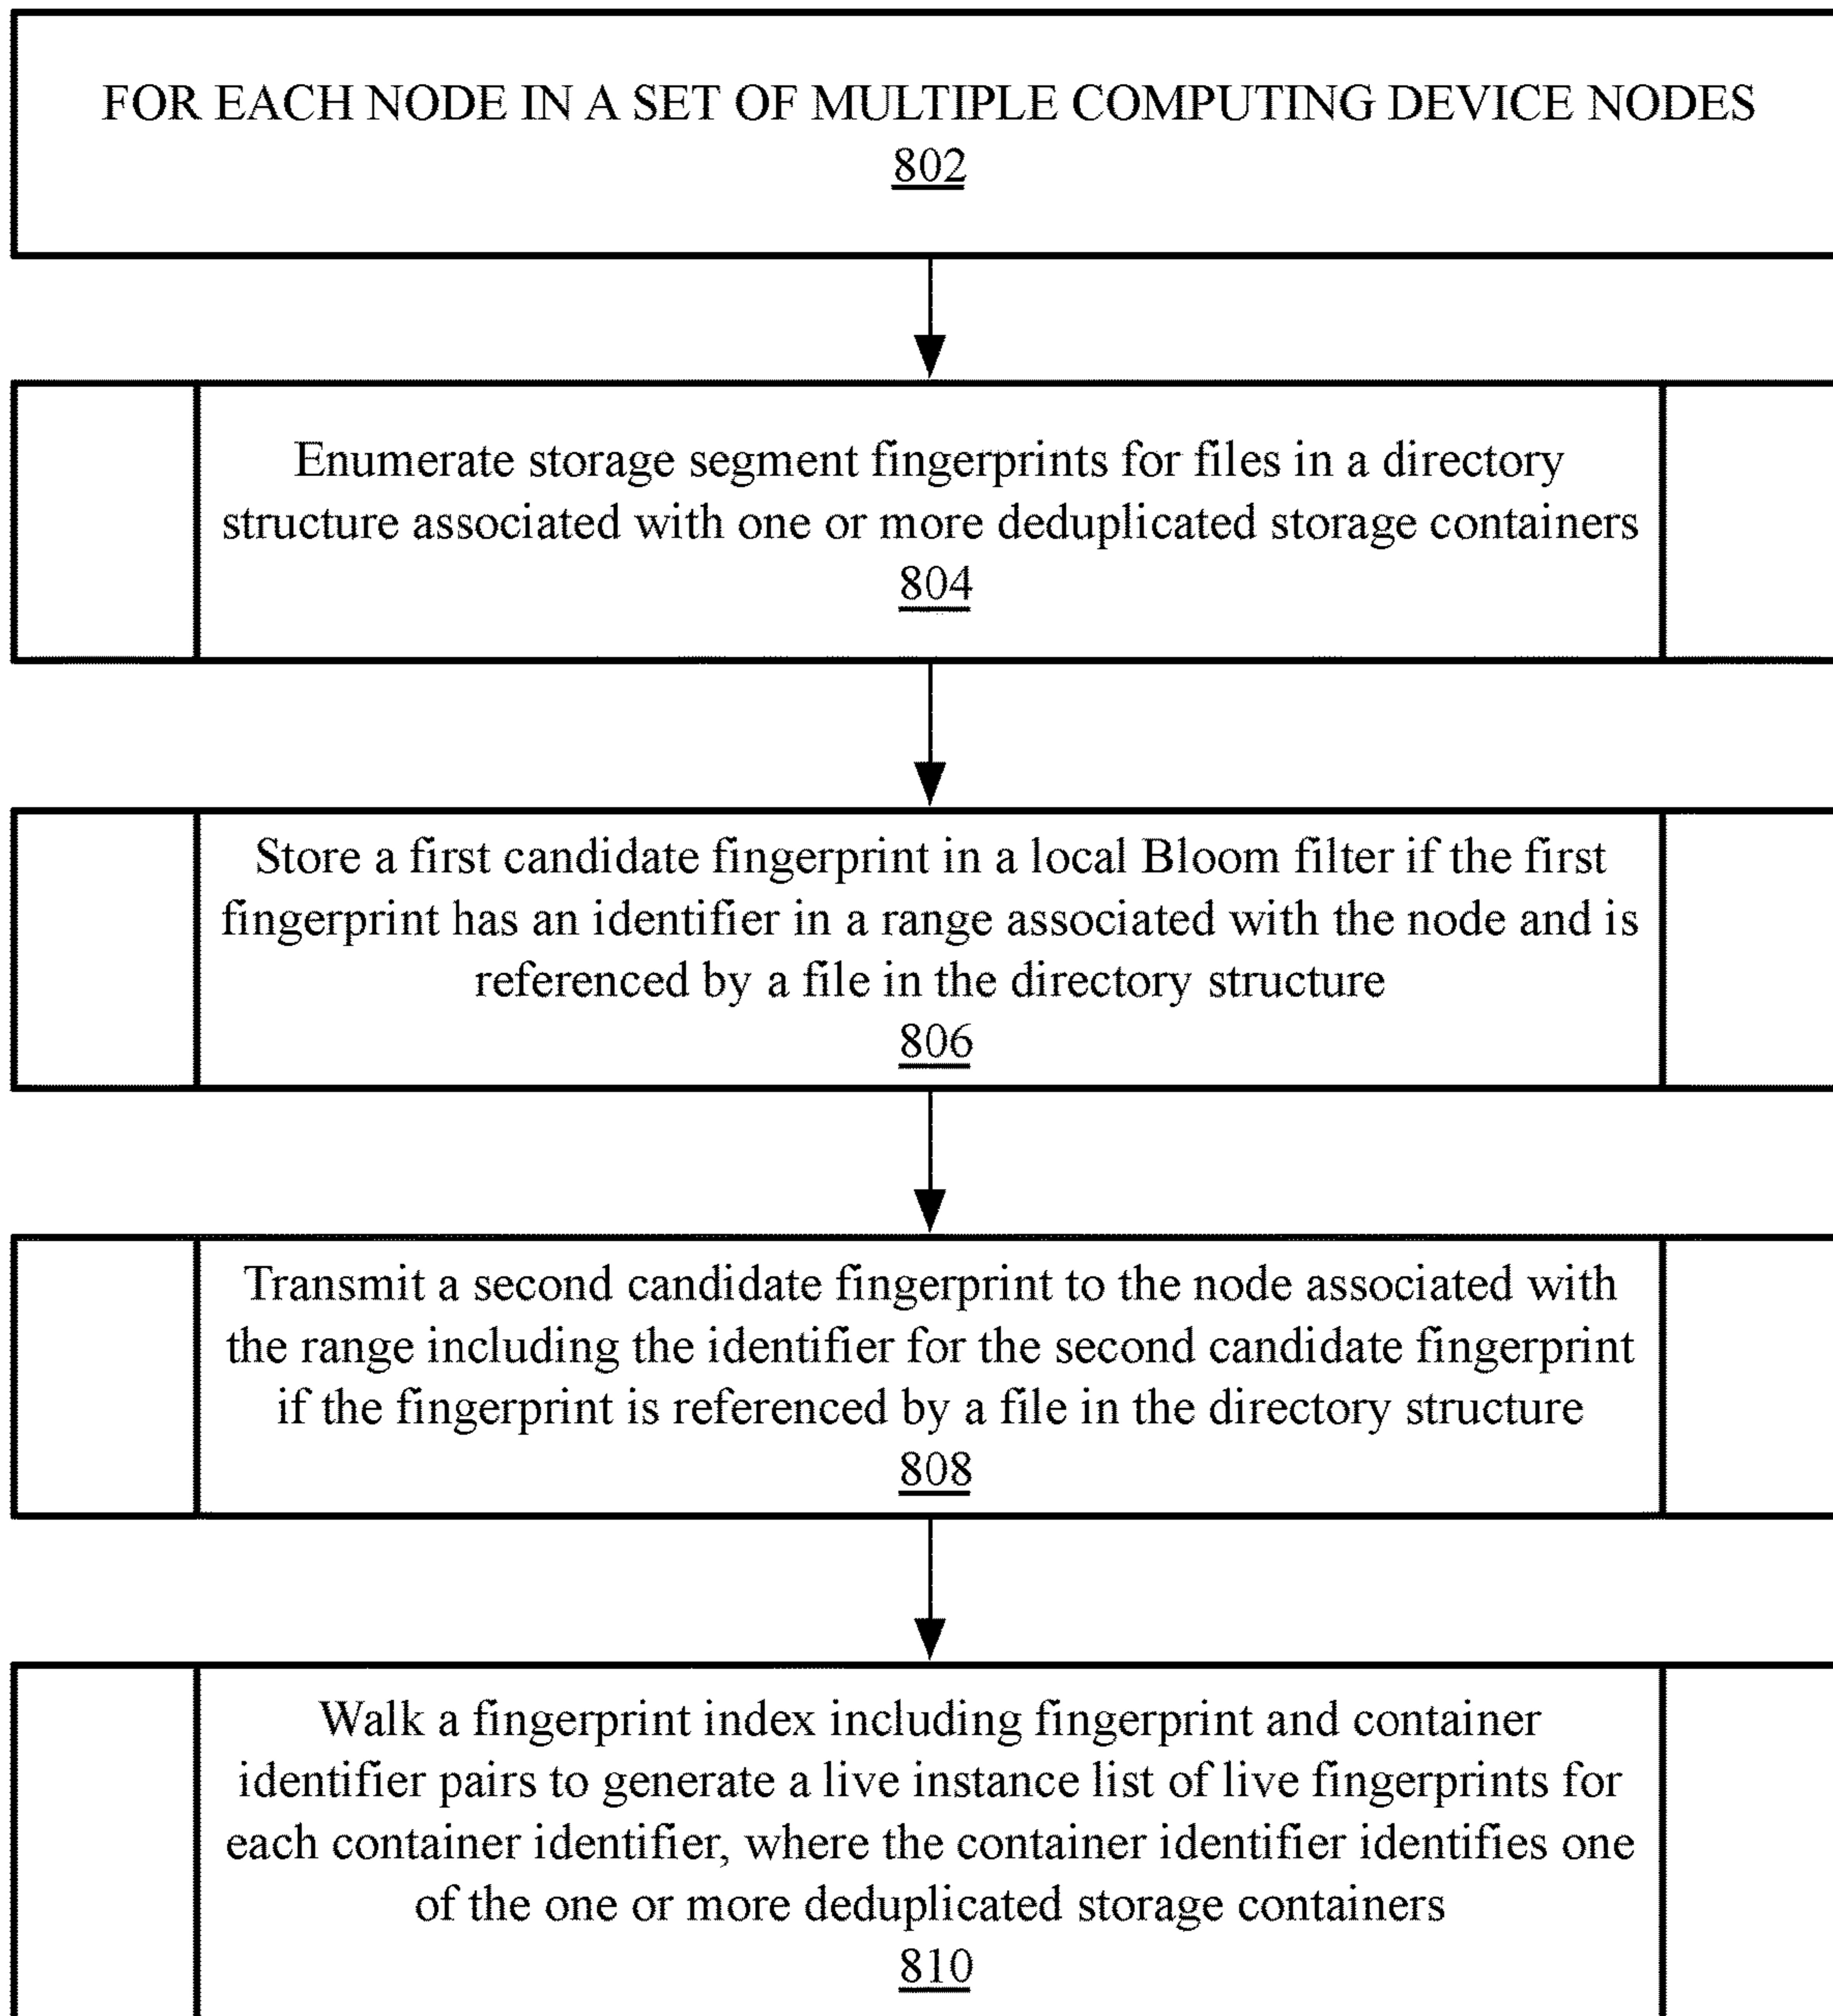 FOR EACH NODE IN A SET OF MULTIPLE COMPUTING DEVICE NODES
802
Enumerate storage segment fingerprints for files in a directory
structure associated with one or more deduplicated storage containers
804
Store a first candidate fingerprint in a local Bloom filter if the first
fingerprint has an identifier in a range associated with the node and is
referenced by a file in the directory structure
806
Transmit a second candidate fingerprint to the node associated with
the range including the identifier for the second candidate fingerprint
if the fingerprint is referenced by a file in the directory structure
808
Walk a fingerprint index including fingerprint and container
identifier pairs to generate a live instance list of live fingerprints for
each container identifier, where the container identifier identifies one
of the one or more deduplicated storage containers
810